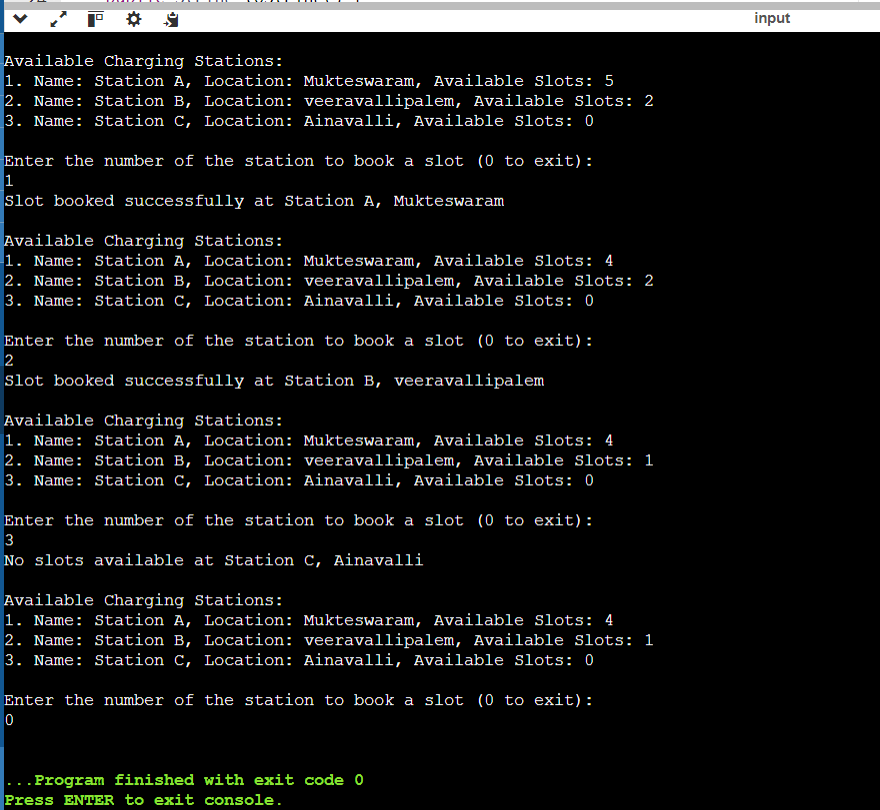 input
Available Charging Stations:
1. Name: Station A, Location: Mukteswaram, Available Slots: 5
2. Name: Station B, Location: veeravallipalem, Available Slots: 2
3. Name: Station C, Location: Ainavalli, Available Slots: 0
Enter the number of the station to book a slot (0 to exit):
1
Slot booked successfully at Station A, Mukteswaram
Available Charging Stations:
1. Name: Station A, Location: Mukteswaram, Available Slots: 4
2. Name: Station B, Location: veeravallipalem, Available Slots: 2
3. Name: Station C, Location: Ainavalli, Available Slots: 0
Enter the number of the station to book a slot (0 to exit):
2
Slot booked successfully at Station B, veeravallipalem
Available Charging Stations:
1. Name: Station A, Location: Mukteswaram, Available Slots: 4
2. Name: Station B, Location: veeravallipalem, Available Slots: 1
3. Name: Station C, Location: Ainavalli, Available Slots: 0
Enter the number of the station to book a slot (0 to exit):
3
No slots available at Station C, Ainavalli
Available Charging Stations:
1. Name: Station A, Location: Mukteswaram, Available Slots: 4
2. Name: Station B, Location: veeravallipalem, Available Slots: 1
3. Name: Station C, Location: Ainavalli, Available Slots: 0
Enter the number of the station to book a slot (0 to exit):
0
...Program finished with exit code 0
Press ENTER to exit console.